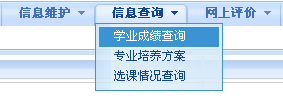 信息维护 信息查询 网上评价
学业成绩查询
专业培养方案
选课情况查询